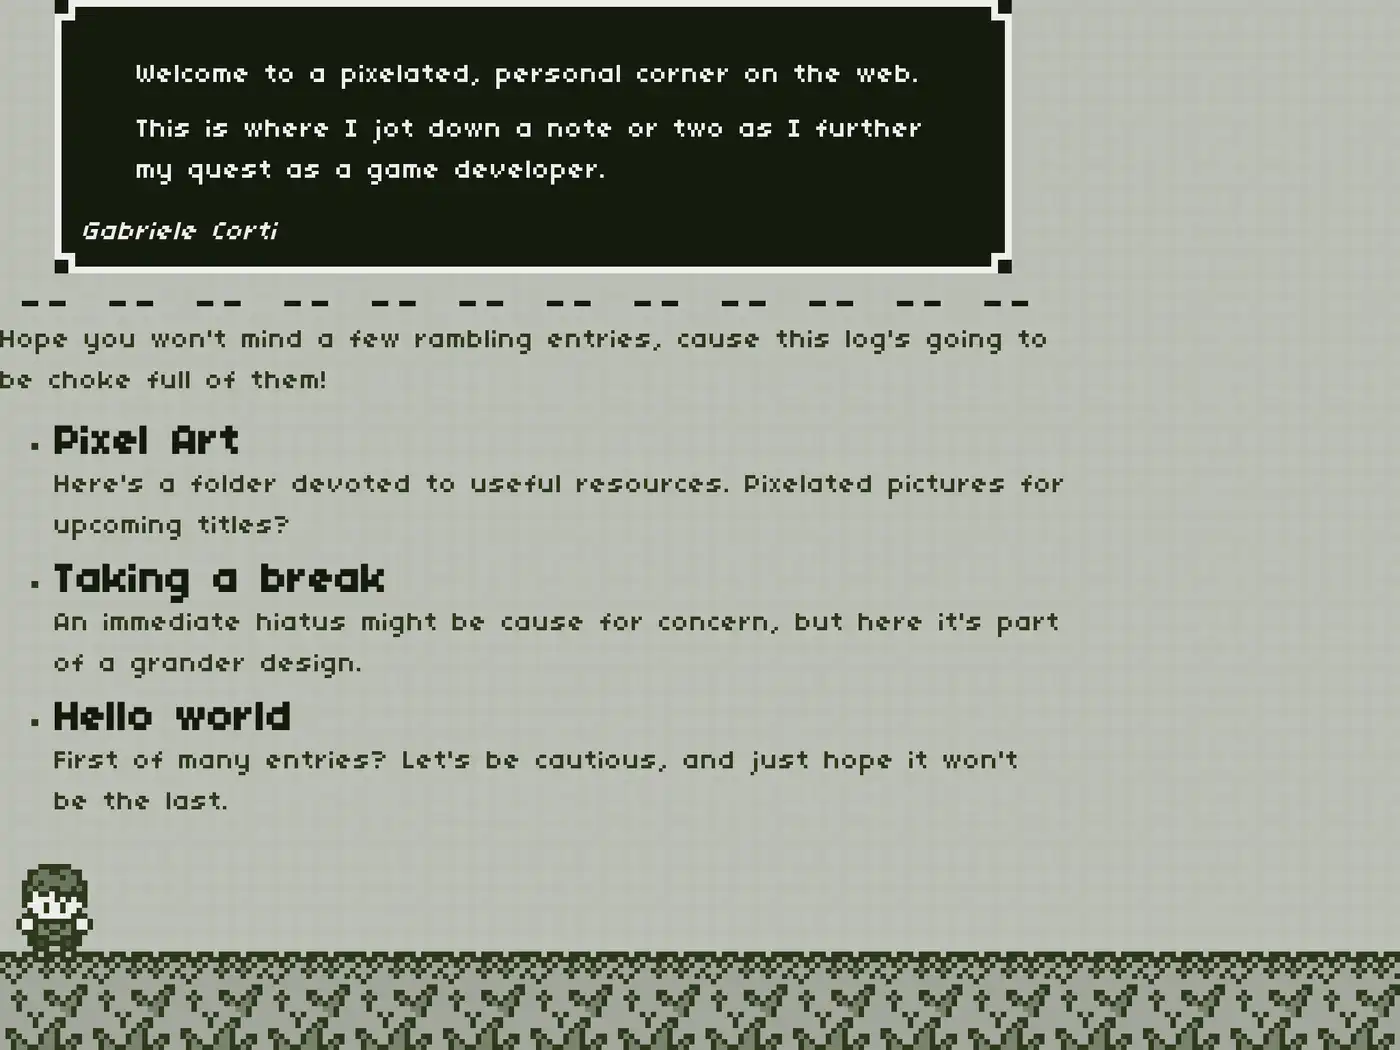 Welcome to a pixelated, personal corner on the web.
This is where I jot down a note or two as I further
my quest as a game developer.
Gabriele Corti
Hope you won't mind a few rambling entries, cause this log's going to
be choke full of them!
Pixel Art
Here's a folder devoted to useful resources. Pixelated pictures for
upcoming titles?
Taking a break
An immediate hiatus might be cause for concern, but here it's part
of a grander design.
Hello world
First of many entries? Let's be cautious, and just hope it won't
be the last.